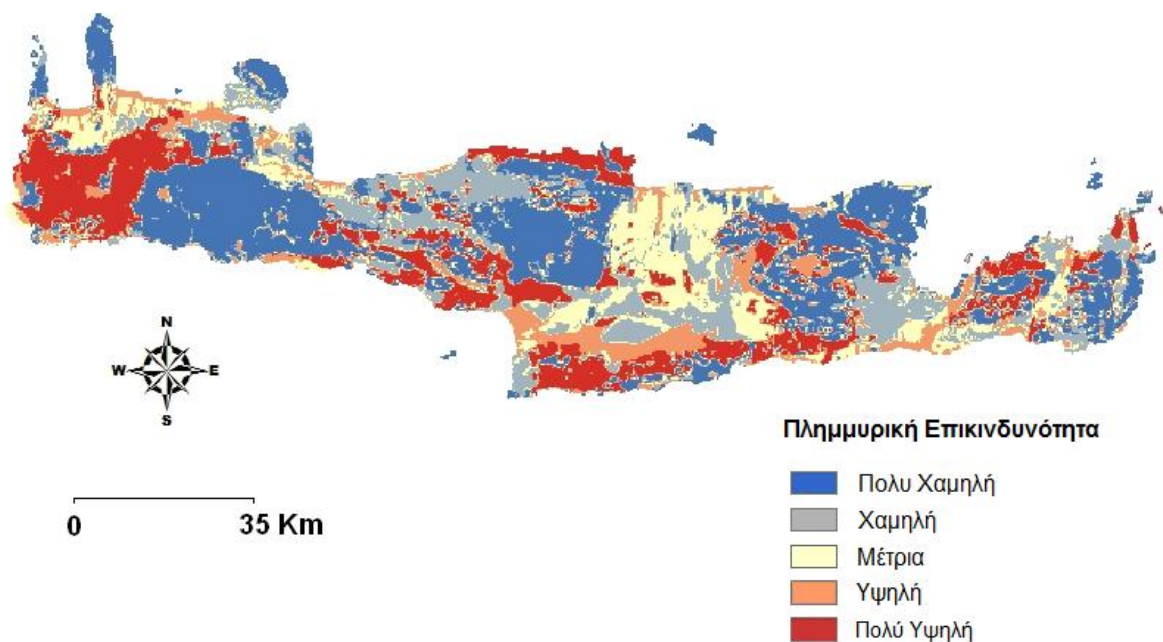 N
W E
S
0 35 Km
Πλημμυρική Επικινδυνότητα
Πολυ Χαμηλή
Χαμηλή
Μέτρια
Υψηλή
Πολύ Υψηλή